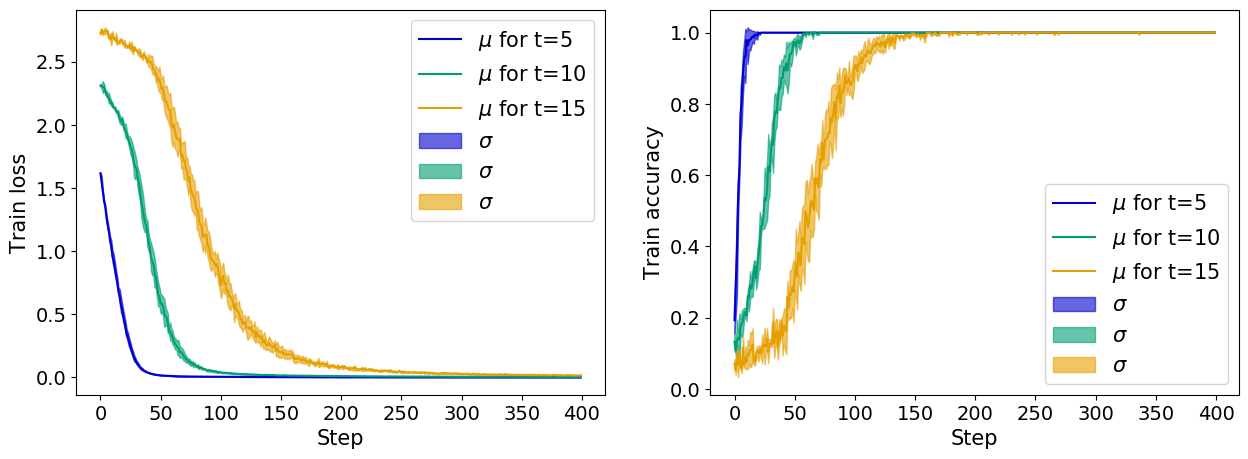 Train loss
2.5
2.0
1.5
1.0
0.5
0.0
0 50 100 150 200 250 300 350 400
Step
μ for t=5
μ for t=10
μ for t=15
σ
σ
σ
Train accuracy
1.0
0.8
0.6
0.4
0.2
0.0
0 50 100 150 200 250 300 350 400
Step
μ for t=5
μ for t=10
μ for t=15
σ
σ
σ